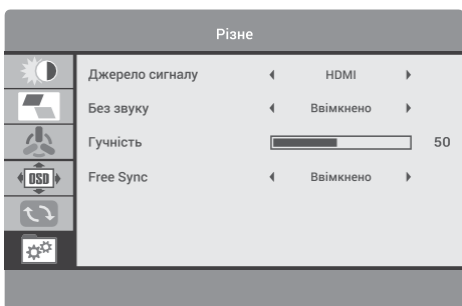 Різне
Джерело сигналу HDMI
Без звуку Ввімкнено
Гучність 50
Free Sync Ввімкнено
OSD